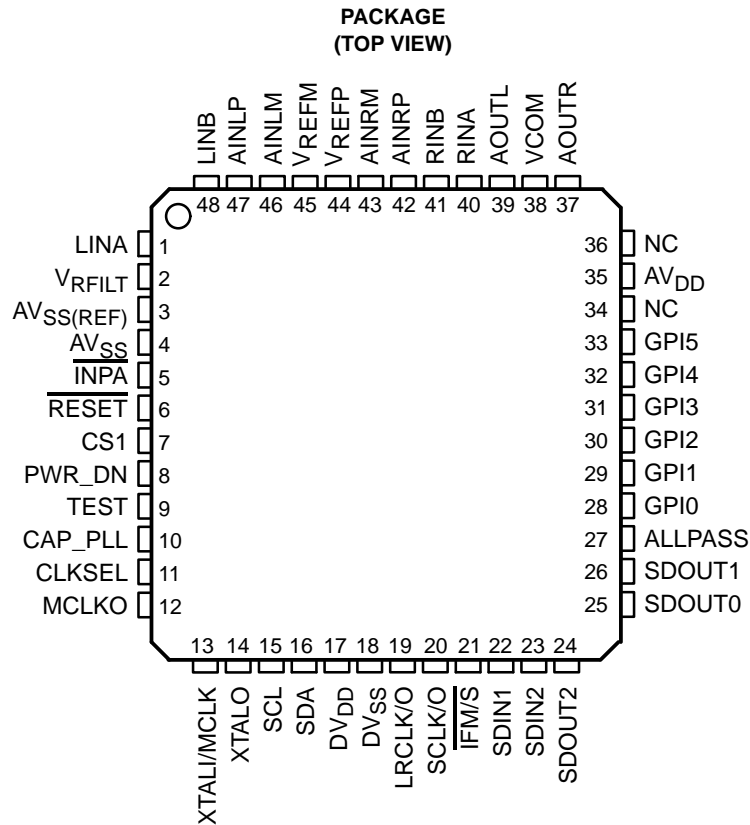 PACKAGE
(TOP VIEW)
LINB
AINLP
AINLM
VREFM
VREFP
AINRM
AINRP
RINB
RINA
AOUTL
VCOM
AOUTR
48 47 46 45 44 43 42 41 40 39 38 37
LINA 1
VRFILT 2
AVSS(REF) 3
AVSS 4
INPA 5
RESET 6
CS1 7
PWR_DN 8
TEST 9
CAP_PLL 10
CLKSEL 11
MCLKO 12
36 NC
35 AVDD
34 NC
33 GPI5
32 GPI4
31 GPI3
30 GPI2
29 GPI1
28 GPI0
27 ALLPASS
26 SDOUT1
25 SDOUT0
13 14 15 16 17 18 19 20 21 22 23 24
XTALI/MCLK
XTALO
SCL
SDA
DVDD
DVSS
LRCLK/O
SCLK/O
IFM/S
SDIN1
SDIN2
SDOUT2